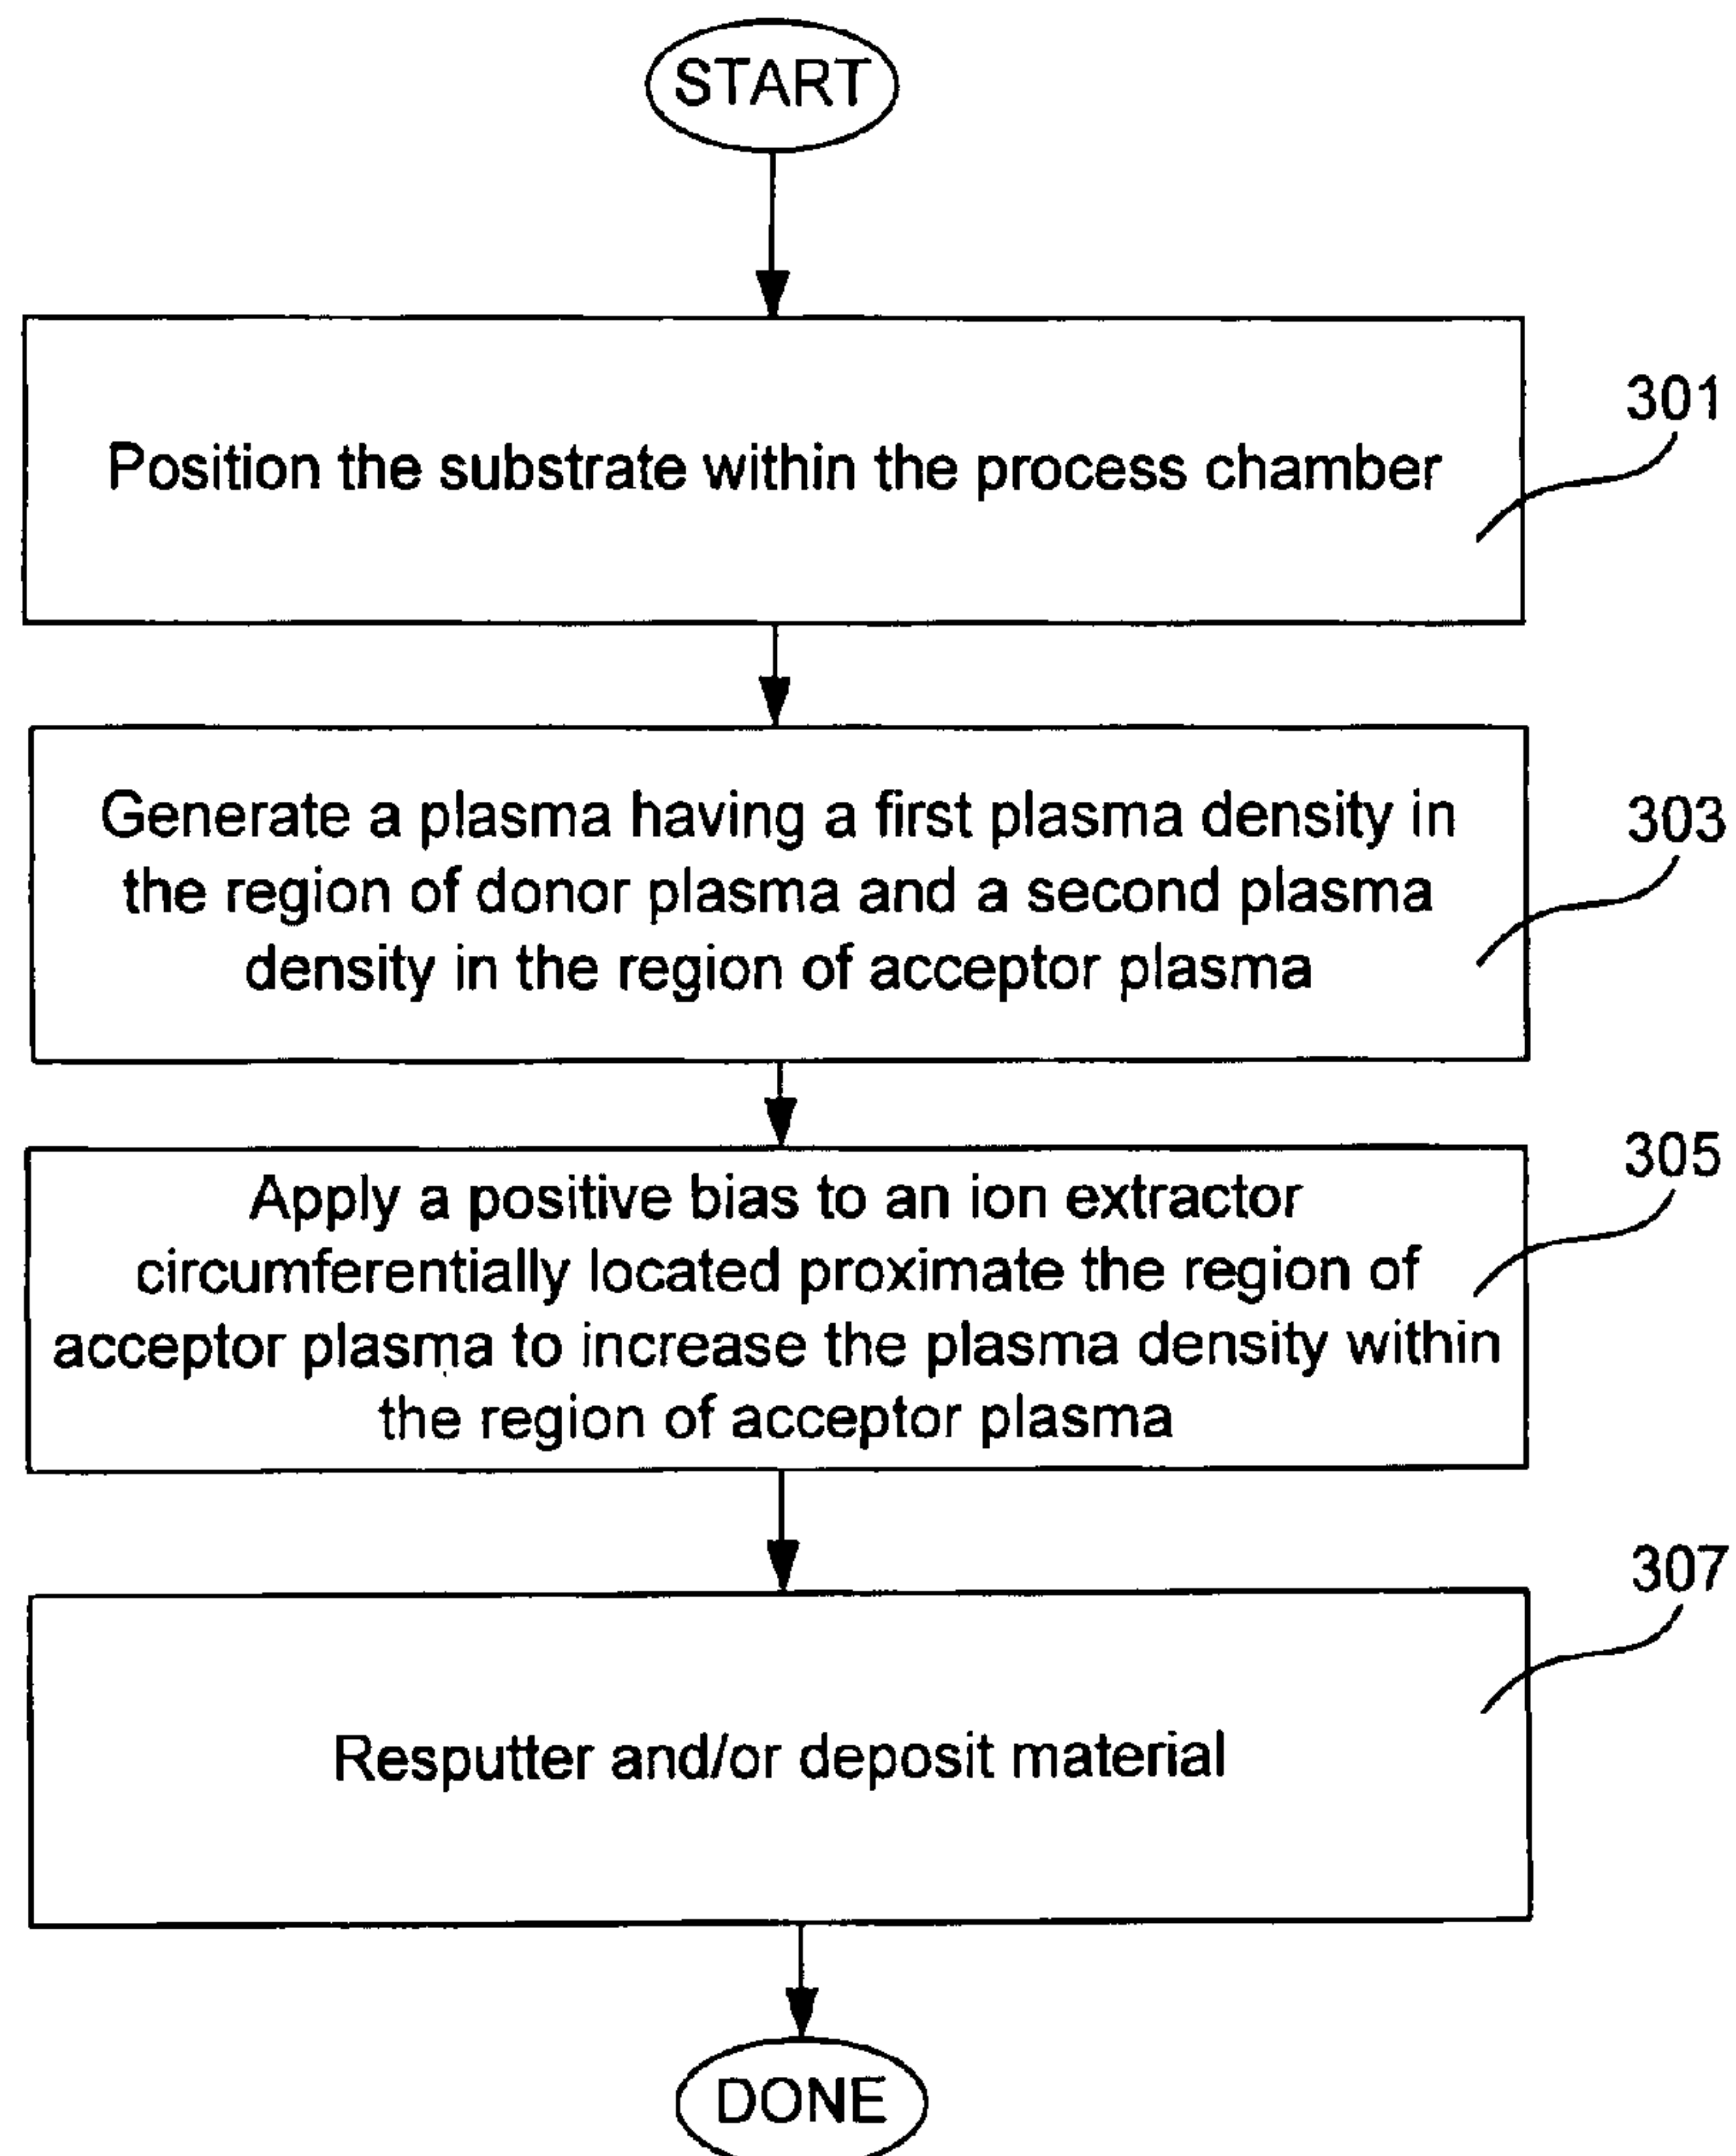 START
301
Position the substrate within the process chamber
303
Generate a plasma having a first plasma density in
the region of donor plasma and a second plasma
density in the region of acceptor plasma
305
Apply a positive bias to an ion extractor
circumferentially located proximate the region of
acceptor plasma to increase the plasma density within
the region of acceptor plasma
307
Resputter and/or deposit material
DONE